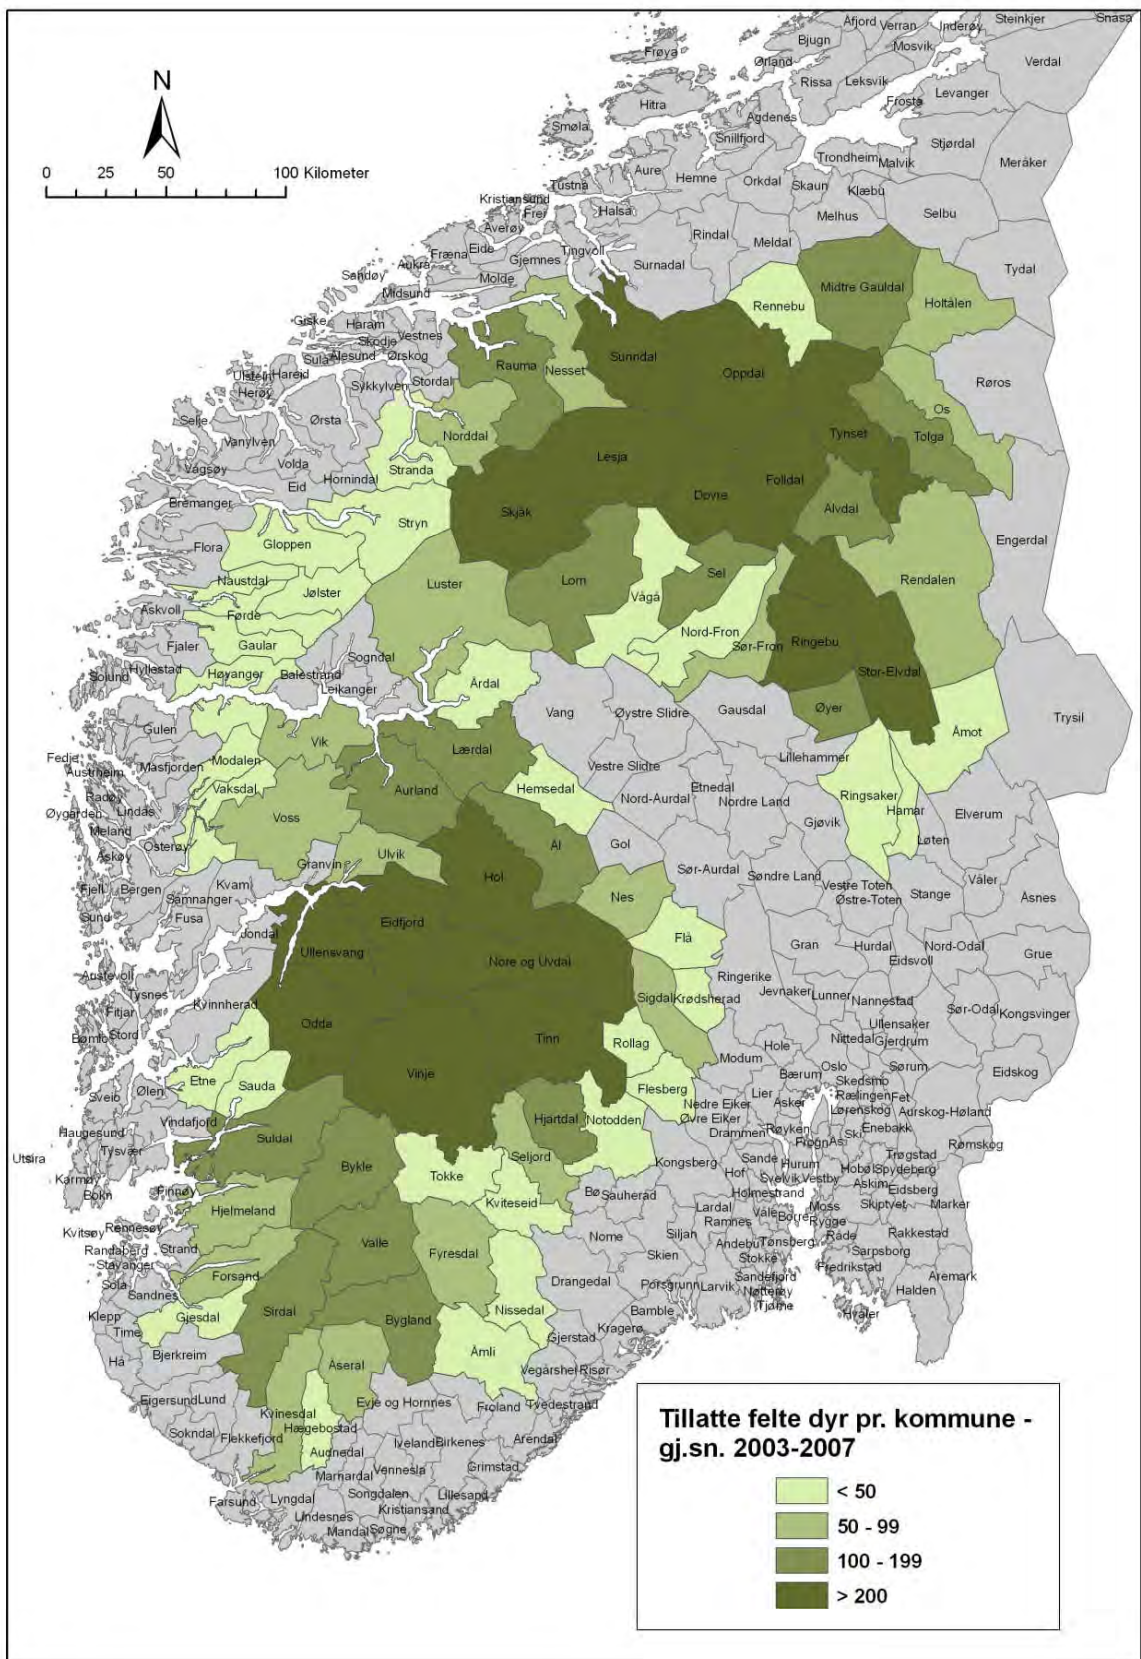 Åfjord
Verran
Inderøy
Steinkjer
Snåsa
Bjugn
Mosvik
Frøya
Ørland
Verdal
Rissa
Leksvik
Hitra
Frosta
Levanger
Agdenes
Smøla
Snillfjord
Stjørdal
N
Trondheim
Malvik
Meråker
0 25 50 100 Kilometer
Aure
Hemne
Orkdal
Skaun
Klæbu
Tustna
Kristiansund
Frei
Halsa
Melhus
Selbu
Averøy
Rindal
Meldal
Eide
Tingvoll
Fræna
Gjemnes
Surnadal
Aukra
Sandøy
Molde
Tydal
Midsund
Midtre Gauldal
Holtålen
Rennebu
Giske
Haram
Vestnes
Skodje
Ålesund
Ørskog
Sula
Sunndal
Rauma
Nesset
Oppdal
Røros
Hareid
Ulstein
Herøy
Sykkylven
Stordal
Os
Ørsta
Selje
Vanylven
Norddal
Tynset
Tolga
Lesja
Volda
Vågsøy
Stranda
Folldal
Eid
Hornindal
Dovre
Alvdal
Bremanger
Skjåk
Stryn
Gloppen
Engerdal
Flora
Naustdal
Luster
Lom
Sel
Rendalen
Jølster
Vågå
Askvoll
Førde
Nord-Fron
Fjaler
Gaular
Sør-Fron
Ringebu
Sogndal
Hyllestad
Høyanger
Balestrand
Stor-Elvdal
Solund
Leikanger
Årdal
Vang
Øystre Slidre
Gausdal
Øyer
Trysil
Gulen
Åmot
Vik
Lærdal
Fedje
Masfjorden
Modalen
Lillehammer
Austrheim
Vestre Slidre
Vaksdal
Aurland
Hemsedal
Etnedal
Ringsaker
Radøy
Nord-Aurdal
Nordre Land
Lindås
Hamar
Øygarden
Voss
Elverum
Meland
Gjøvik
Osterøy
Ål
Gol
Løten
Askøy
Ulvik
Granvin
Sør-Aurdal
Hol
Søndre Land
Våler
Fjell
Bergen
Kvam
Vestre Toten
Stange
Samnanger
Nes
Østre-Toten
Åsnes
Sund
Fusa
Eidfjord
Flå
Jondal
Gran
Hurdal
Nord-Odal
Ullensvang
Grue
Nore og Uvdal
Eidsvoll
Austevoll
Ringerike
Tysnes
Jevnaker
Sigdal
Krødsherad
Lunner
Nannestad
Kvinnherad
Sør-Odal
Kongsvinger
Fitjar
Odda
Ullensaker
Stord
Tinn
Nittedal
Gjerdrum
Bømlo
Rollag
Hole
Modum
Oslo
Sørum
Vinje
Bærum
Eidskog
Etne
Skedsmo
Ølen
Sauda
Flesberg
Lier
Rælingen
Fet
Sveio
Asker
Nedre Eiker
Lørenskog
Aurskog-Høland
Vindafjord
Hjartdal
Notodden
Øvre Eiker
Røyken
Enebakk
Haugesund
Suldal
Drammen
Ski
Frogn
Ås
Rømskog
Tysvær
Seljord
Utsira
Bykle
Kongsberg
Sande
Hurum
Trøgstad
Tokke
Hof
Hobøl
Spydeberg
Karmøy
Svelvik
Vestby
Askim
Bokn
Finnøy
Kviteseid
Bø
Sauherad
Holmestrand
Eidsberg
Hjelmeland
Lardal
Moss
Skiptvet
Marker
Våle
Rennesøy
Ramnes
Borre
Rygge
Kvitsøy
Nome
Siljan
Råde
Rakkestad
Strand
Valle
Andebu
Tønsberg
Randaberg
Fyresdal
Skien
Stokke
Sarpsborg
Stavanger
Fredrikstad
Sola
Forsand
Drangedal
Sandefjord
Aremark
Sandnes
Porsgrunn
Larvik
Nøtterøy
Halden
Sirdal
Nissedal
Bamble
Tjøme
Hvaler
Klepp
Gjesdal
Bygland
Kragerø
Time
Gjerstad
Bjerkreim
Åmli
Hå
Åseral
Vegårshei
Risør
Eigersund
Lund
Evje og Hornnes
Tvedestrand
Kvinesdal
Froland
Hægebostad
Sokndal
Flekkefjord
Iveland
Birkenes
Arendal
Audnedal
Grimstad
Marnardal
Vennesla
Farsund
Lyngdal
Songdalen
Lillesand
Lindesnes
Kristiansand
Mandal
Søgne
Tillatte felte dyr pr. kommune -
gj.sn. 2003-2007
< 50
50 - 99
100 - 199
> 200